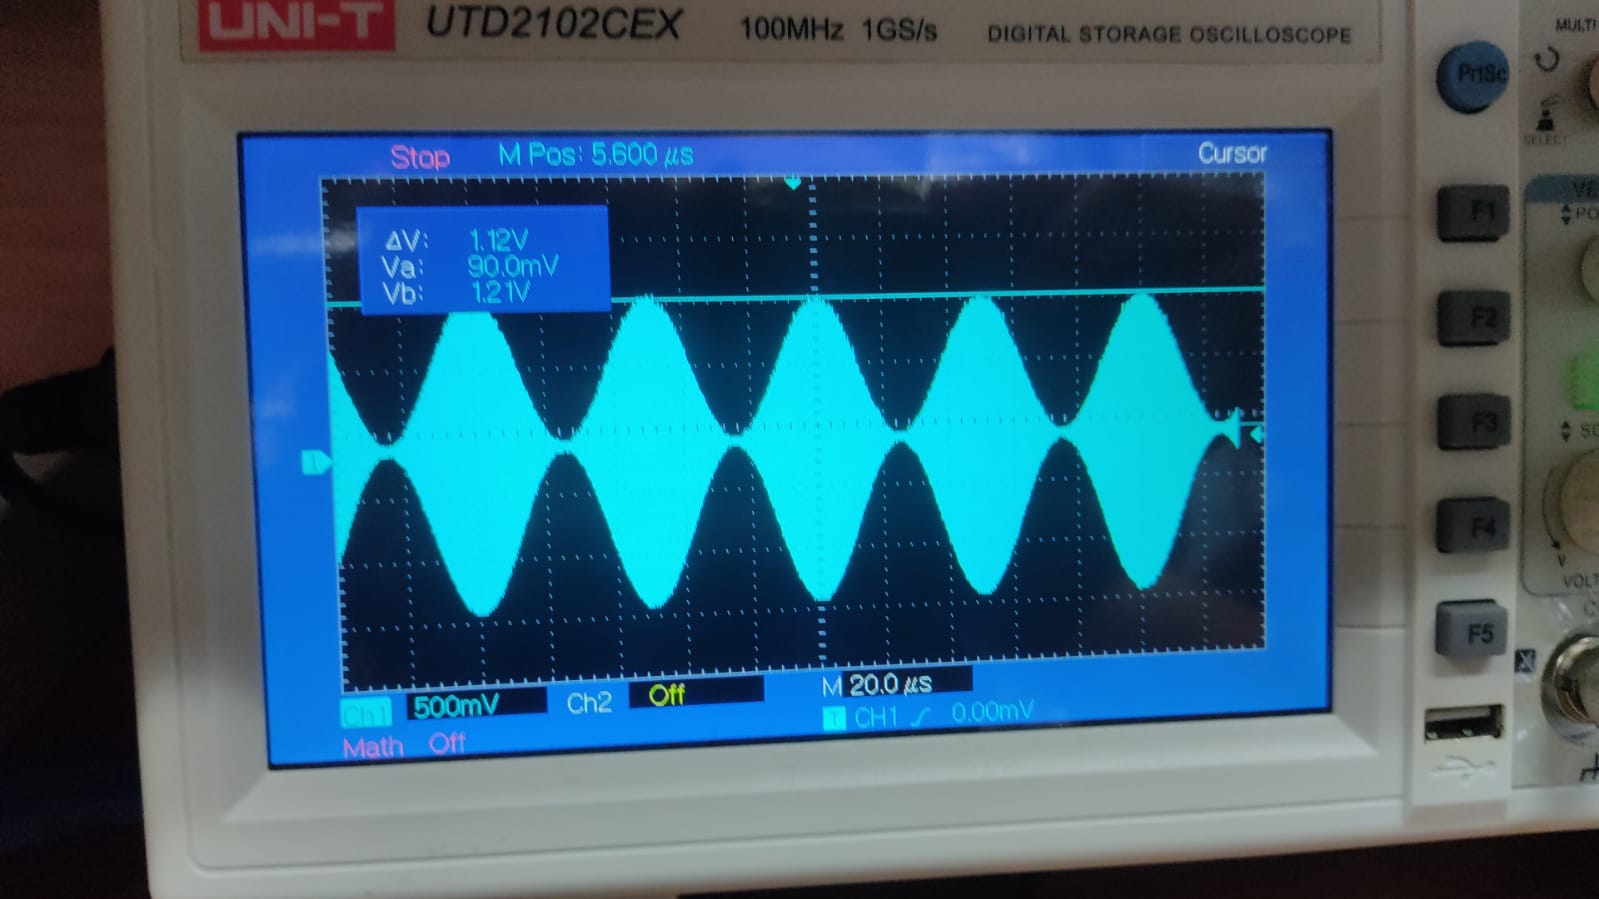 UNI-T UTD2102CEX 100MHz 1GS/s DIGITAL STORAGE OSCILLOSCOPE
MULTI
PrtSc
SELECT
Stop M Pos: 5.600 μs Cursor
ΔV: 1.12V
Va: 90.0mV
Vb: 1.21V
F1
F2
F3
F4
F5
1
VOLT
Ch1 500mV Ch2 Off M 20.0 μs
T CH1 0.00mV
Math Off